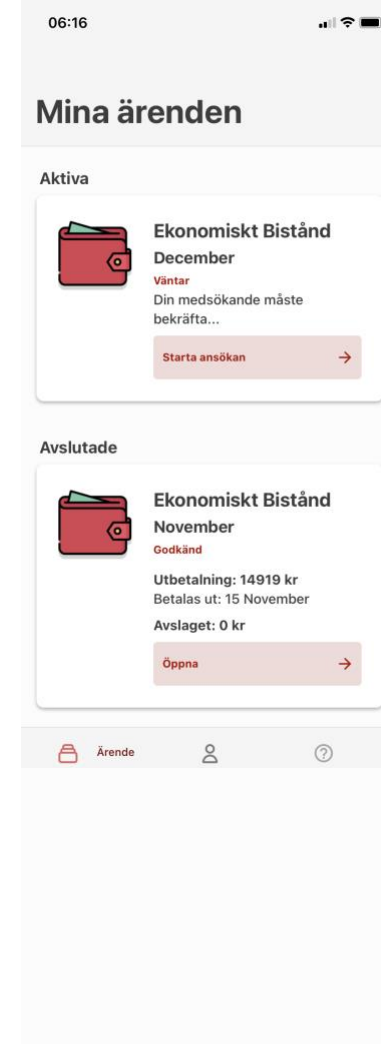 06:16
Mina ärenden
Aktiva
Ekonomiskt Bistånd
December
Väntar
Din medsökande måste
bekräfta...
Starta ansökan
Avslutade
Ekonomiskt Bistånd
November
Godkänd
Utbetalning: 14919 kr
Betalas ut: 15 November
Avslaget: 0 kr
Öppna
Ärende